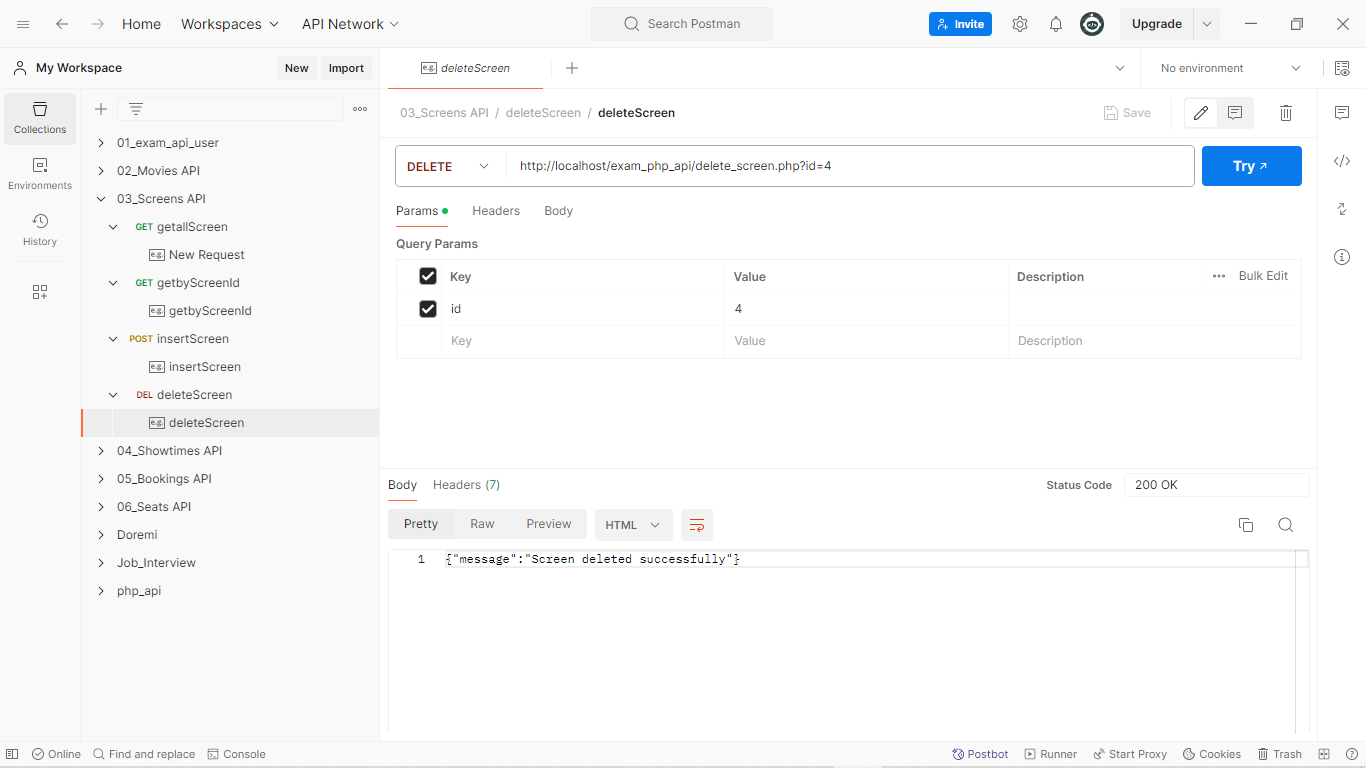 Home Workspaces API Network Search Postman Invite Upgrade
My Workspace New Import deleteScreen No environment
Collections
Environments
History
01_exam_api_user
02_Movies API
03_Screens API
GET getallScreen
e.g. New Request
GET getbyScreenId
e.g. getbyScreenId
POST insertScreen
e.g. insertScreen
DEL deleteScreen
e.g. deleteScreen
04_Showtimes API
05_Bookings API
06_Seats API
Doremi
Job_Interview
php_api
03_Screens API / deleteScreen / deleteScreen Save
DELETE http://localhost/exam_php_api/delete_screen.php?id=4 Try
Params Headers Body
Query Params
Key Value Description Bulk Edit
id 4
Key Value Description
Body Headers (7) Status Code 200 OK
Pretty Raw Preview HTML
1 {"message":"Screen deleted successfully"}
Online Find and replace Console Postbot Runner Start Proxy Cookies Trash